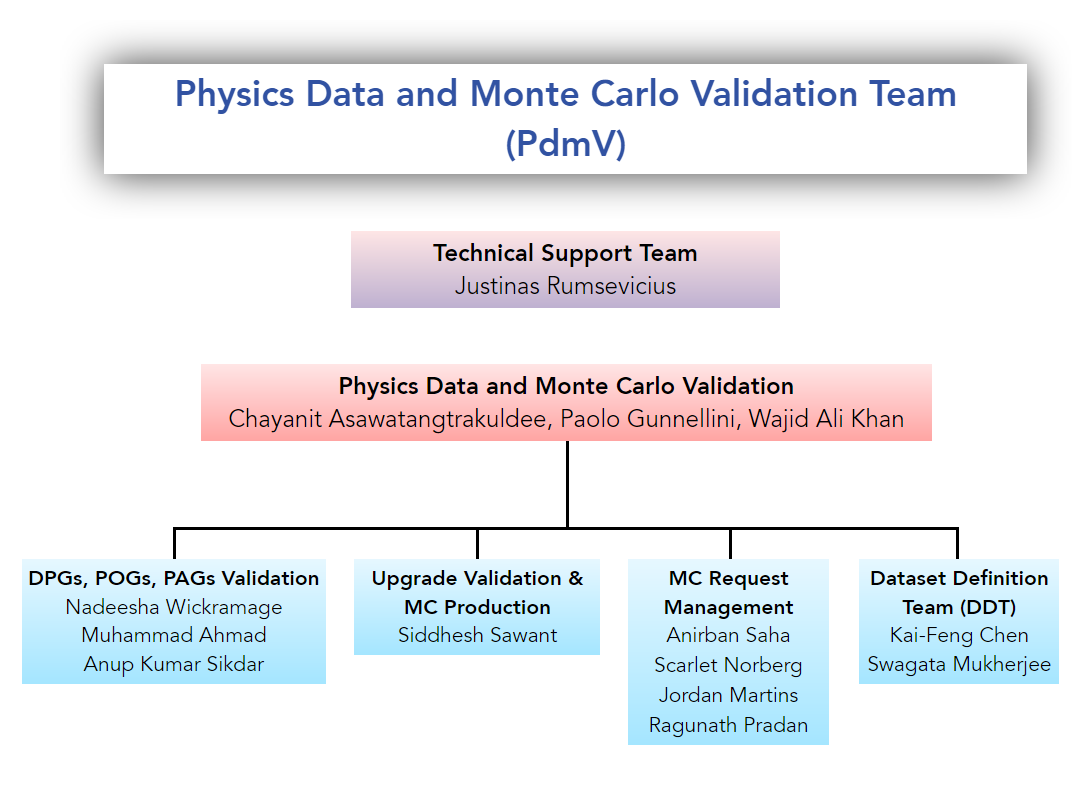 Physics Data and Monte Carlo Validation Team
(PdmV)
Technical Support Team
Justinas Rumsevicius
Physics Data and Monte Carlo Validation
Chayanit Asawatangtrakuldee, Paolo Gunnellini, Wajid Ali Khan
DPGs, POGs, PAGs Validation
Nadeesha Wickramage
Muhammad Ahmad
Anup Kumar Sikdar
Upgrade Validation &
MC Production
Siddhesh Sawant
MC Request
Management
Anirban Saha
Scarlet Norberg
Jordan Martins
Ragunath Pradan
Dataset Definition
Team (DDT)
Kai-Feng Chen
Swagata Mukherjee